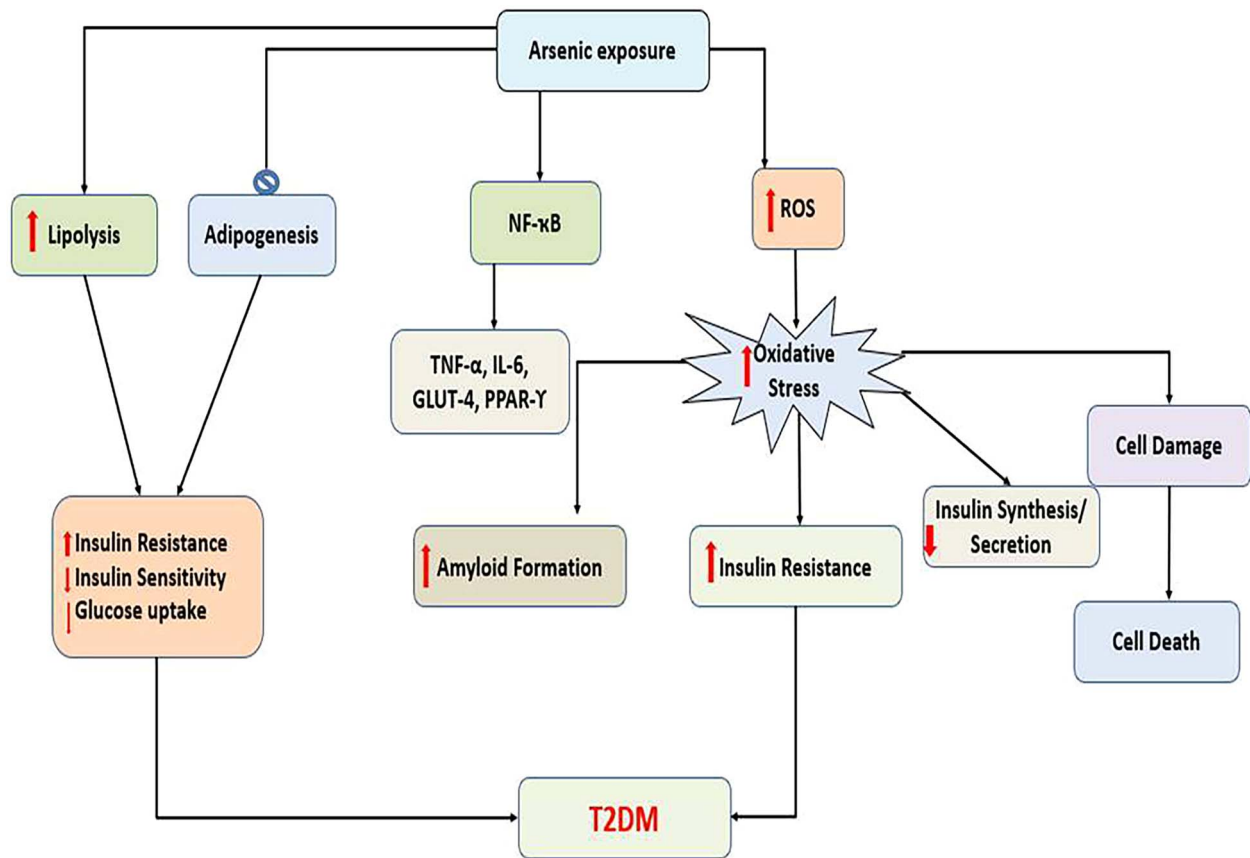 Arsenic exposure
Lipolysis
Adipogenesis
NF-κB
ROS
TNF-α, IL-6,
GLUT-4, PPAR-ϒ
Oxidative
Stress
Cell Damage
Insulin Resistance
Insulin Sensitivity
Glucose uptake
Amyloid Formation
Insulin Resistance
Insulin Synthesis/
Secretion
Cell Death
T2DM